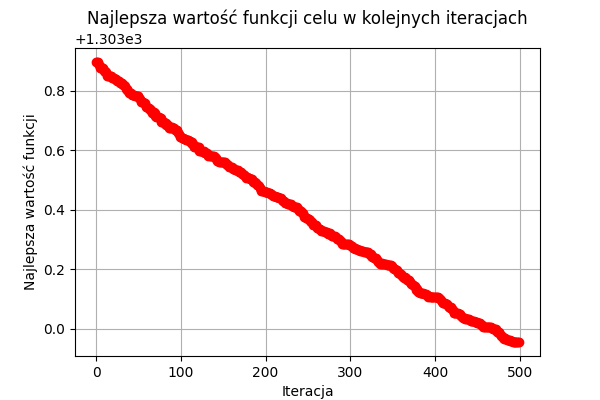 Najlepsza wartość funkcji celu w kolejnych iteracjach
+1.303e3
0.8
0.6
0.4
0.2
0.0
Najlepsza wartość funkcji
0 100 200 300 400 500
Iteracja